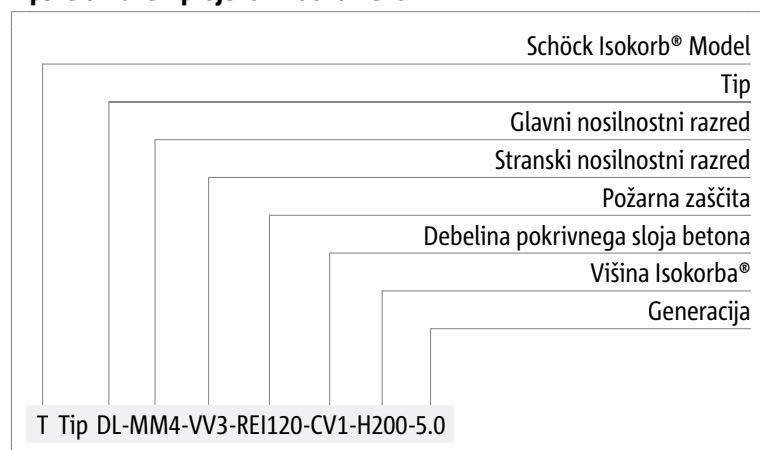 Schöck Isokorb® Model
Tip
Glavni nosilnostni razred
Stranski nosilnostni razred
Požarna zaščita
Debelina pokrivnega sloja betona
Višina Isokorba®
Generacija
T Tip DL-MM4-VV3-REI120-CV1-H200-5.0